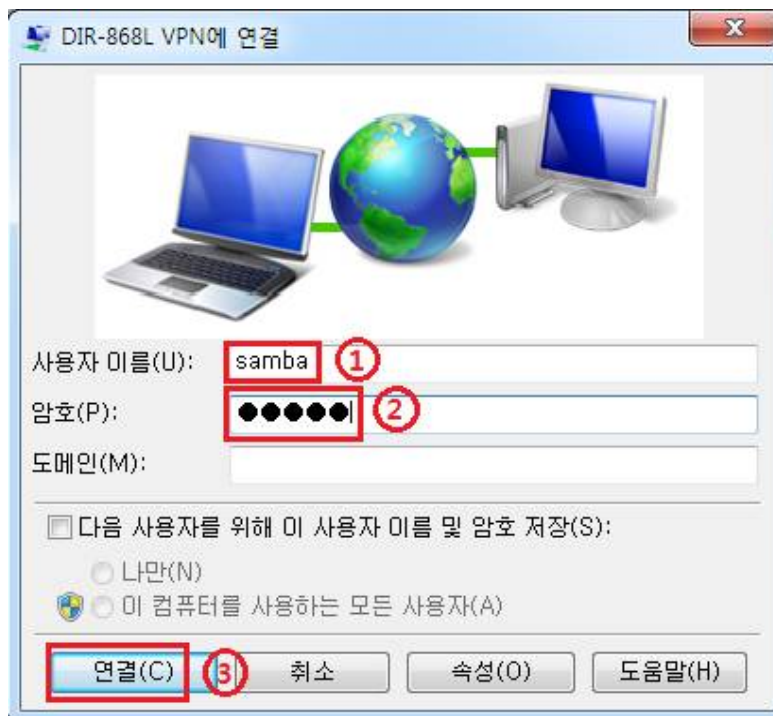 DIR-868L VPN에 연결
사용자 이름(U): samba ①
암호(P): ●●●●● ②
도메인(M):
다음 사용자를 위해 이 사용자 이름 및 암호 저장(S):
나만(N)
이 컴퓨터를 사용하는 모든 사용자(A)
연결(C) ③ 취소 속성(O) 도움말(H)